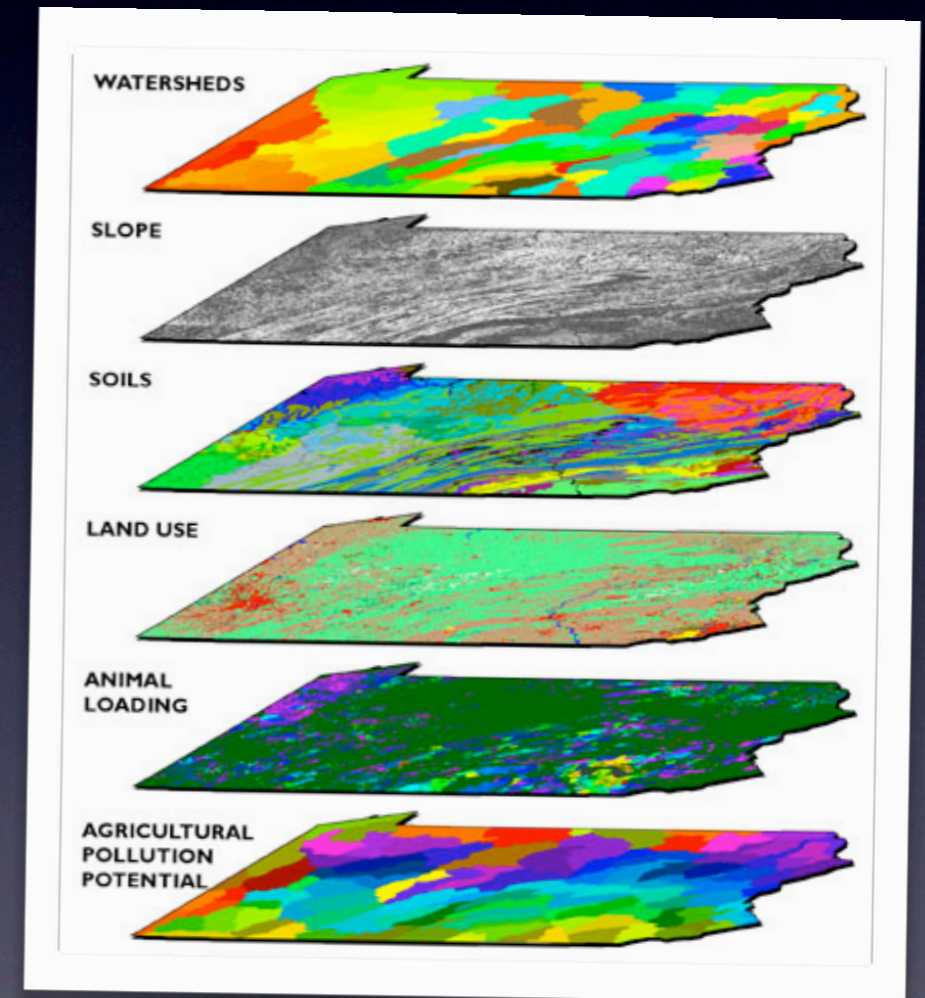 WATERSHEDS
SLOPE
SOILS
LAND USE
ANIMAL
LOADING
AGRICULTURAL
POLLUTION
POTENTIAL